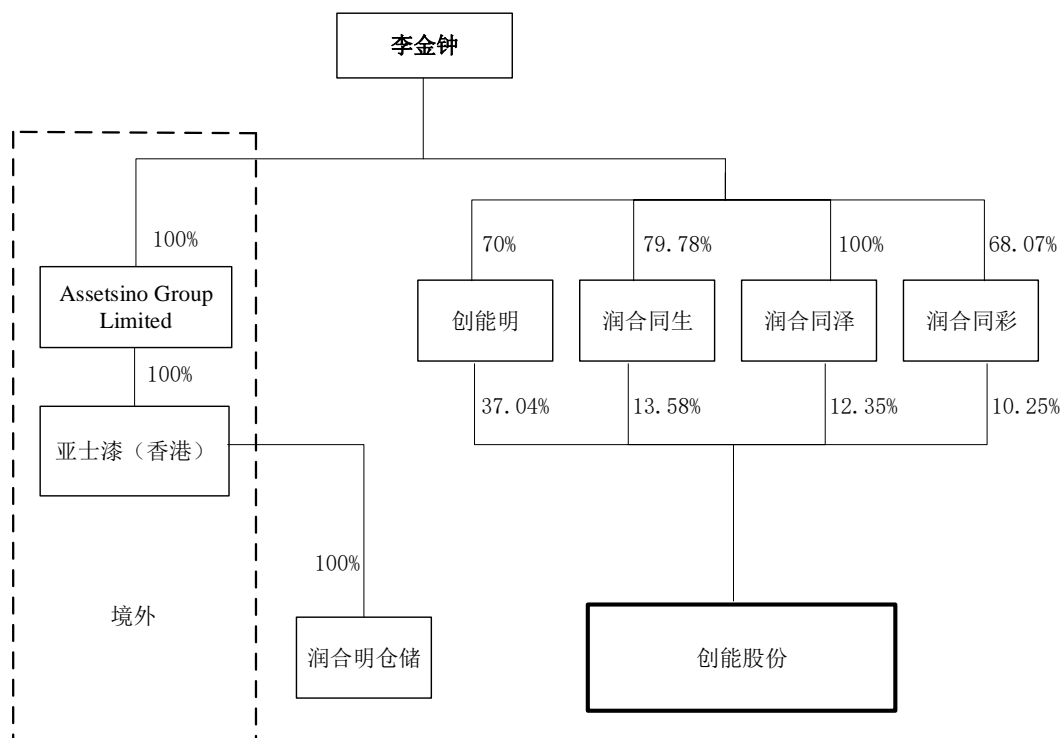 李金钟
100%
70%
79.78%
100%
68.07%
Assetsino Group
Limited
创能明
润合同生
润合同泽
润合同彩
100%
37.04%
13.58%
12.35%
10.25%
亚士漆（香港）
100%
境外
润合明仓储
创能股份